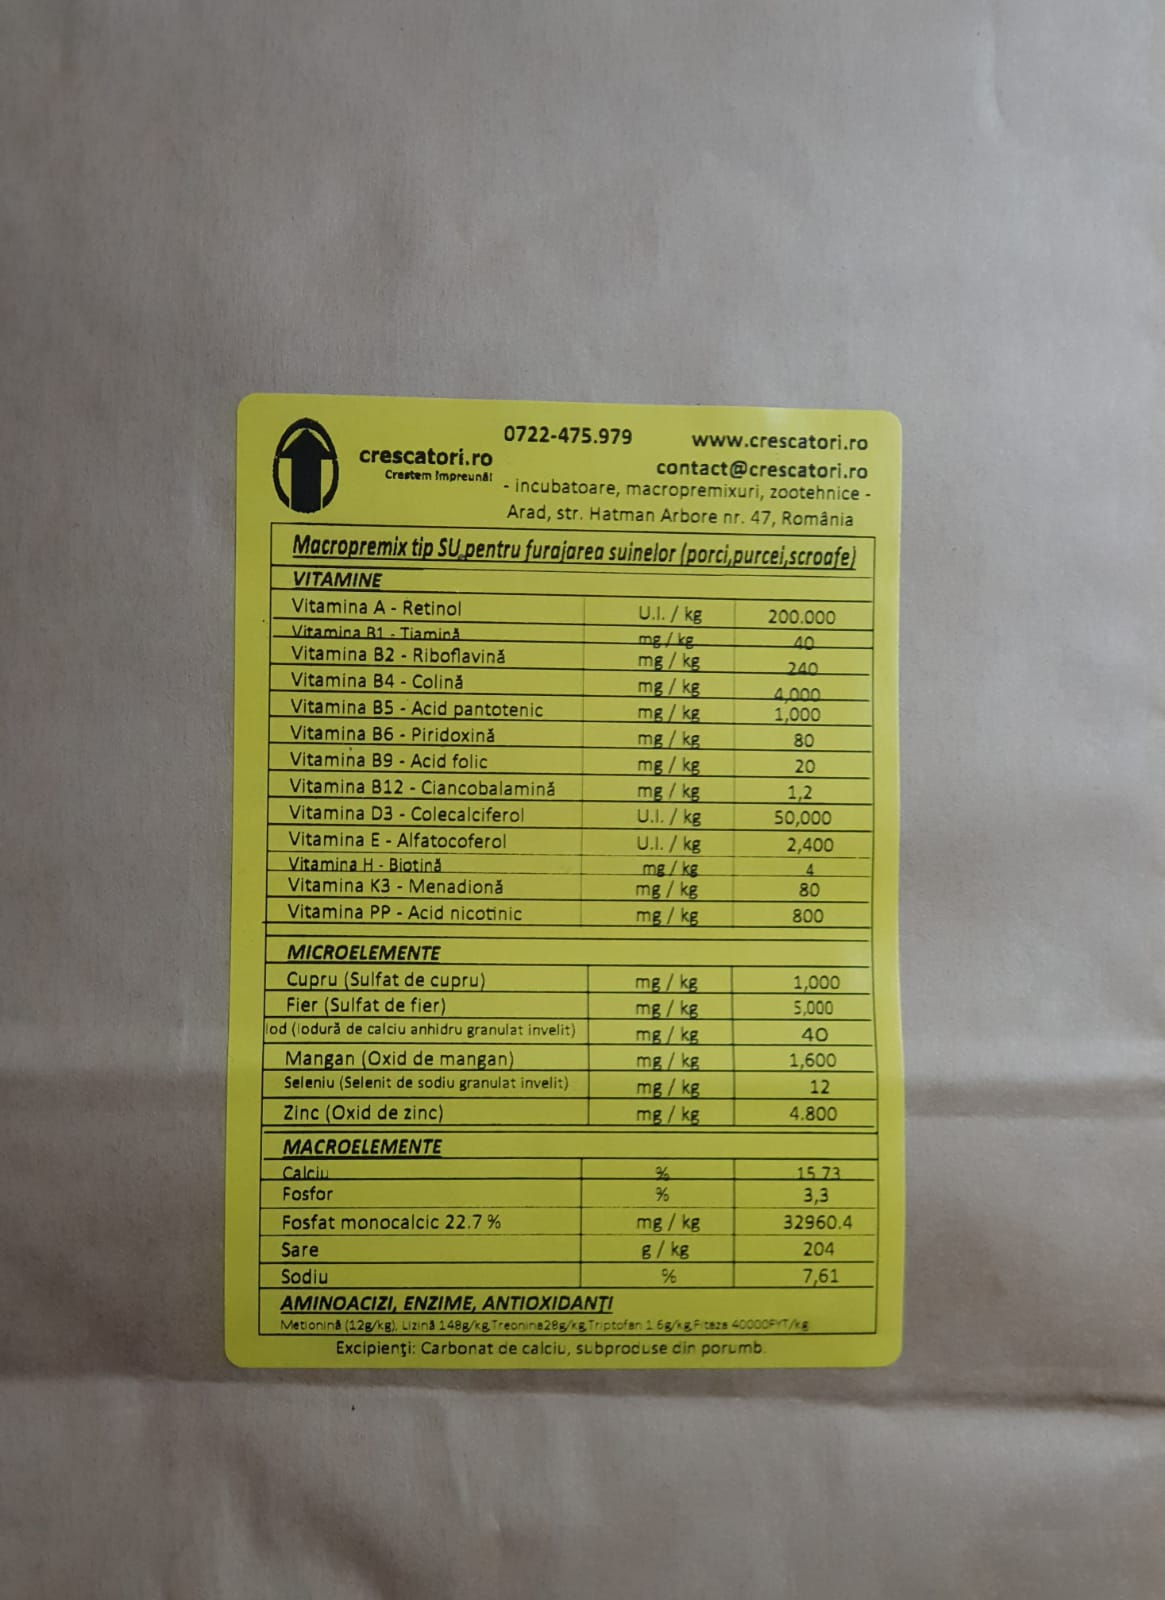 0722-475.979 www.crescatori.ro
crescatori.ro contact@crescatori.ro
Crestem împreună!
- incubatoare, macropremixuri, zootehnice -
Arad, str. Hatman Arbore nr. 47, România
Macropremix tip SU,pentru furajarea suinelor (porci,purcei,scroafe)
VITAMINE
Vitamina A - Retinol U.I. / kg 200.000
Vitamina B1 - Tiamină mg / kg 40
Vitamina B2 - Riboflavină mg / kg 240
Vitamina B4 - Colină mg / kg 4,000
Vitamina B5 - Acid pantotenic mg / kg 1,000
Vitamina B6 - Piridoxină mg / kg 80
Vitamina B9 - Acid folic mg / kg 20
Vitamina B12 - Ciancobalamină mg / kg 1,2
Vitamina D3 - Colecalciferol U.I. / kg 50,000
Vitamina E - Alfatocoferol U.I. / kg 2,400
Vitamina H - Biotină mg / kg 4
Vitamina K3 - Menadionă mg / kg 80
Vitamina PP - Acid nicotinic mg / kg 800
MICROELEMENTE
Cupru (Sulfat de cupru) mg / kg 1,000
Fier (Sulfat de fier) mg / kg 5,000
Iod (Iodură de calciu anhidru granulat invelit) mg / kg 40
Mangan (Oxid de mangan) mg / kg 1,600
Seleniu (Selenit de sodiu granulat invelit) mg / kg 12
Zinc (Oxid de zinc) mg / kg 4.800
MACROELEMENTE
Calciu % 15.73
Fosfor % 3,3
Fosfat monocalcic 22.7 % mg / kg 32960.4
Sare g / kg 204
Sodiu % 7,61
AMINOACIZI, ENZIME, ANTIOXIDANȚI
Metionină (12g/kg), Lizină 148g/kg,Treonina28g/kg,Triptofan 1.6g/kg,Fitaza 40000FYT/kg
Excipienţi: Carbonat de calciu, subproduse din porumb.